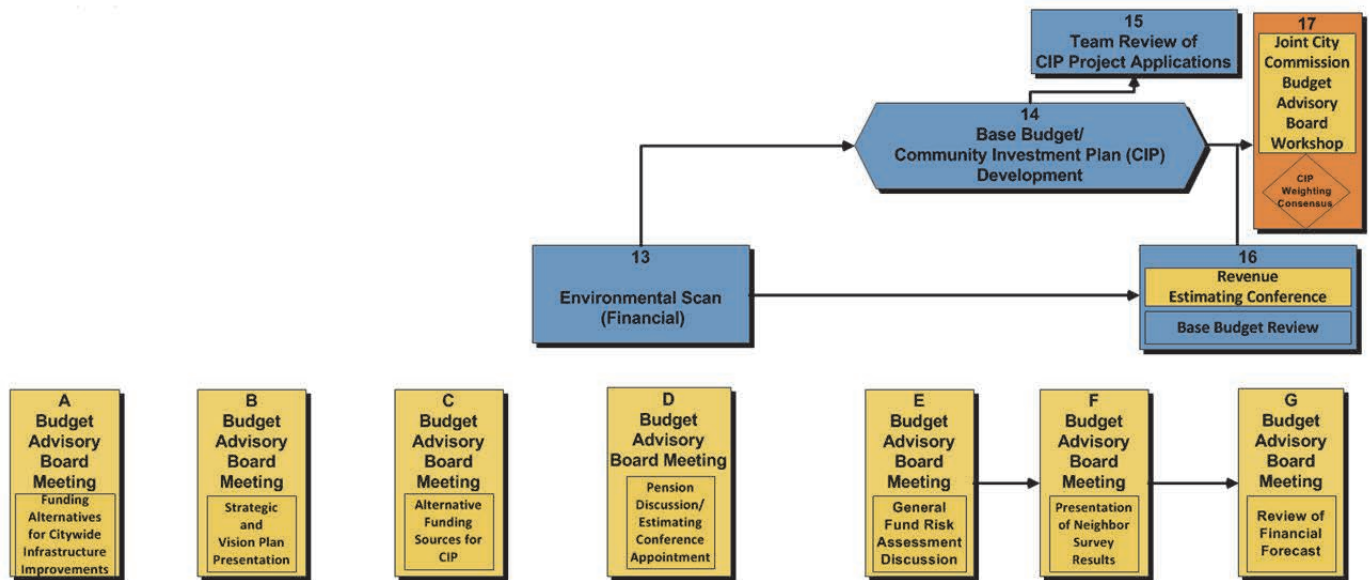 15
Team Review of
CIP Project Applications
17
Joint City
Commission
Budget
Advisory
Board
Workshop
CIP
Weighting
Consensus
14
Base Budget/
Community Investment Plan (CIP)
Development
13
Environmental Scan
(Financial)
16
Revenue
Estimating Conference
Base Budget Review
A
Budget
Advisory
Board
Meeting
Funding
Alternatives
for Citywide
Infrastructure
Improvements
B
Budget
Advisory
Board
Meeting
Strategic
and
Vision Plan
Presentation
C
Budget
Advisory
Board
Meeting
Alternative
Funding
Sources for
CIP
D
Budget
Advisory
Board Meeting
Pension
Discussion/
Estimating
Conference
Appointment
E
Budget
Advisory
Board
Meeting
General
Fund Risk
Assessment
Discussion
F
Budget
Advisory
Board
Meeting
Presentation
of Neighbor
Survey
Results
G
Budget
Advisory
Board
Meeting
Review of
Financial
Forecast